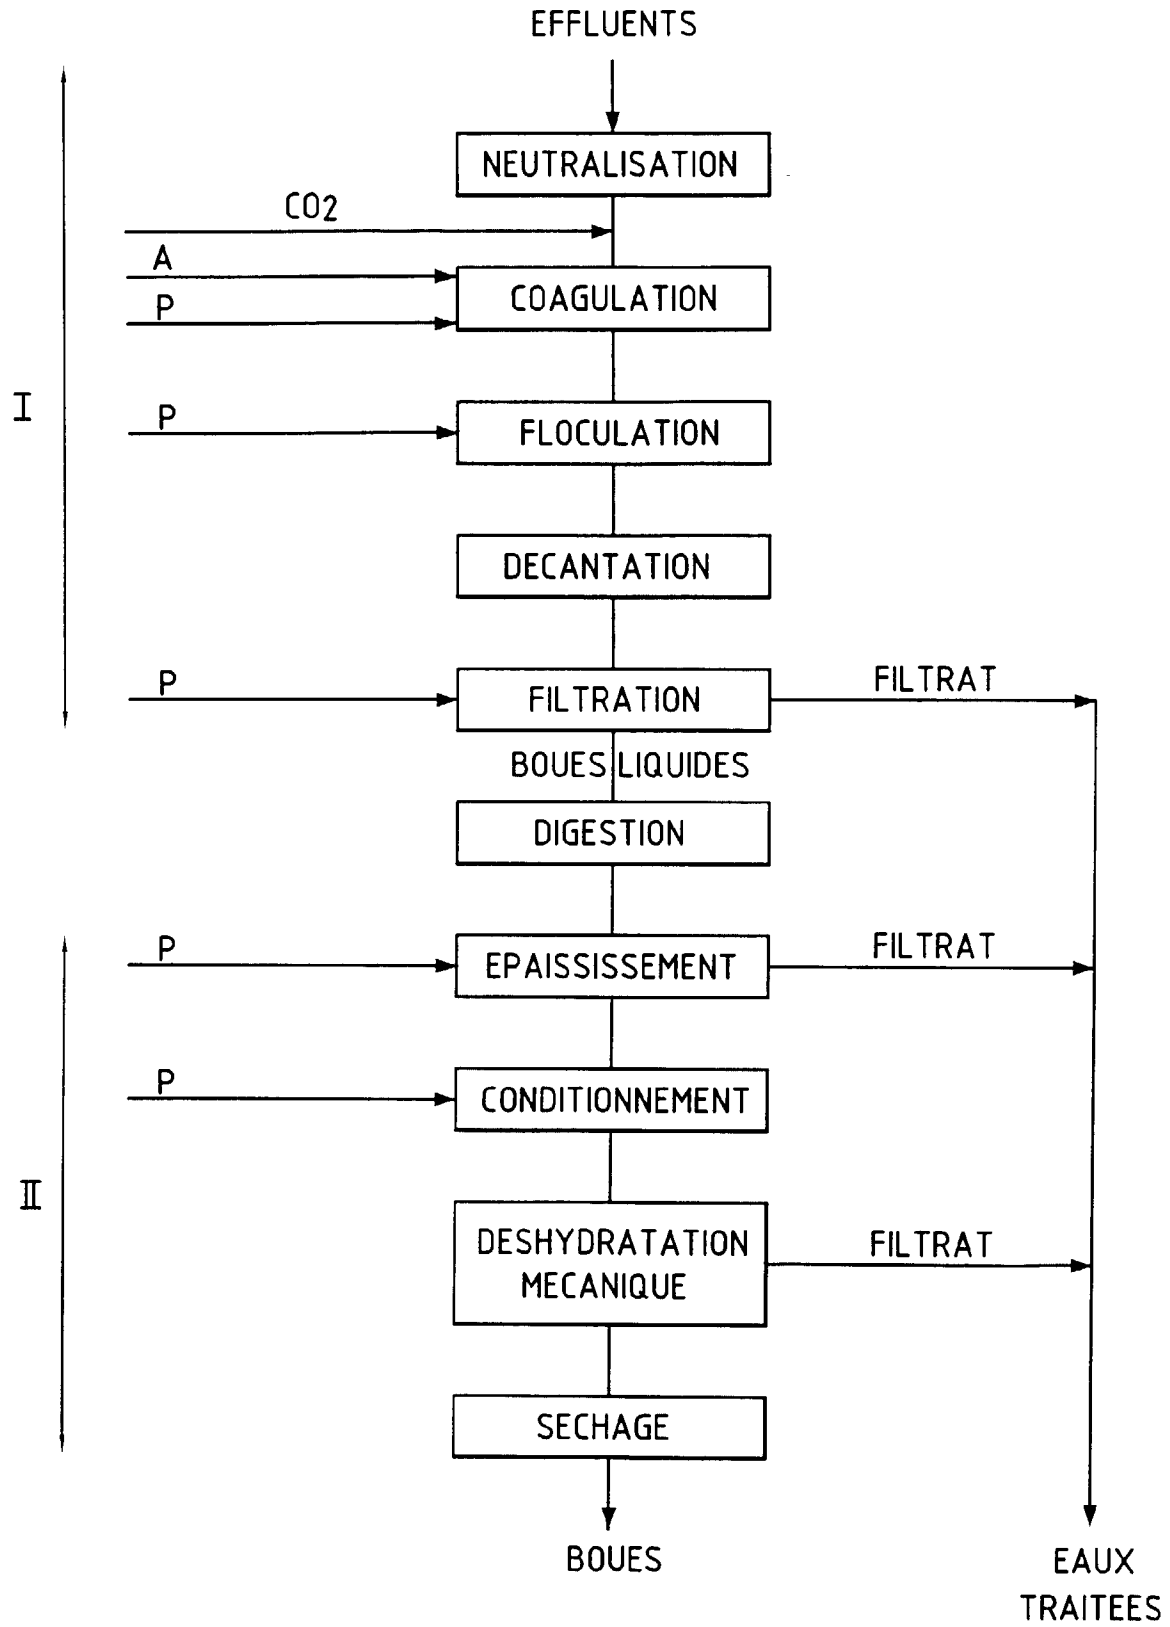 EFFLUENTS
NEUTRALISATION
CO2
A
COAGULATION
P
I
P
FLOCULATION
DECANTATION
P
FILTRATION
FILTRAT
BOUES LIQUIDES
DIGESTION
P
EPAISSISSEMENT
FILTRAT
P
CONDITIONNEMENT
II
DESHYDRATATION
MECANIQUE
FILTRAT
SECHAGE
BOUES
EAUX
TRAITEES